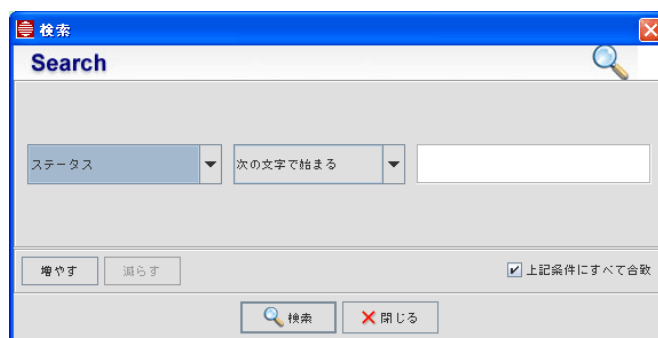 検索
Search
ステータス 次の文字で始まる
増やす 減らす 上記条件にすべて合致
検索 閉じる